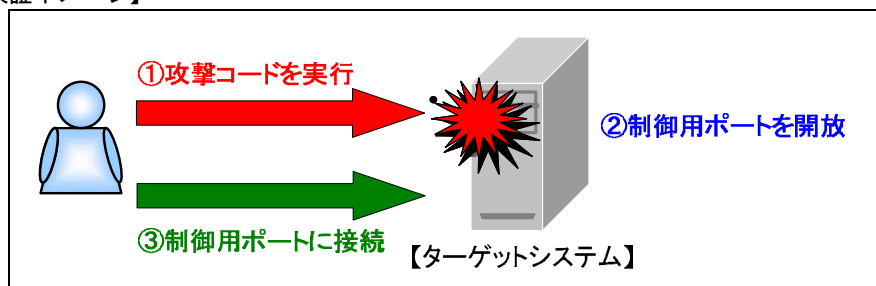 ①攻撃コードを実行
②制御用ポートを開放
③制御用ポートに接続
【ターゲットシステム】